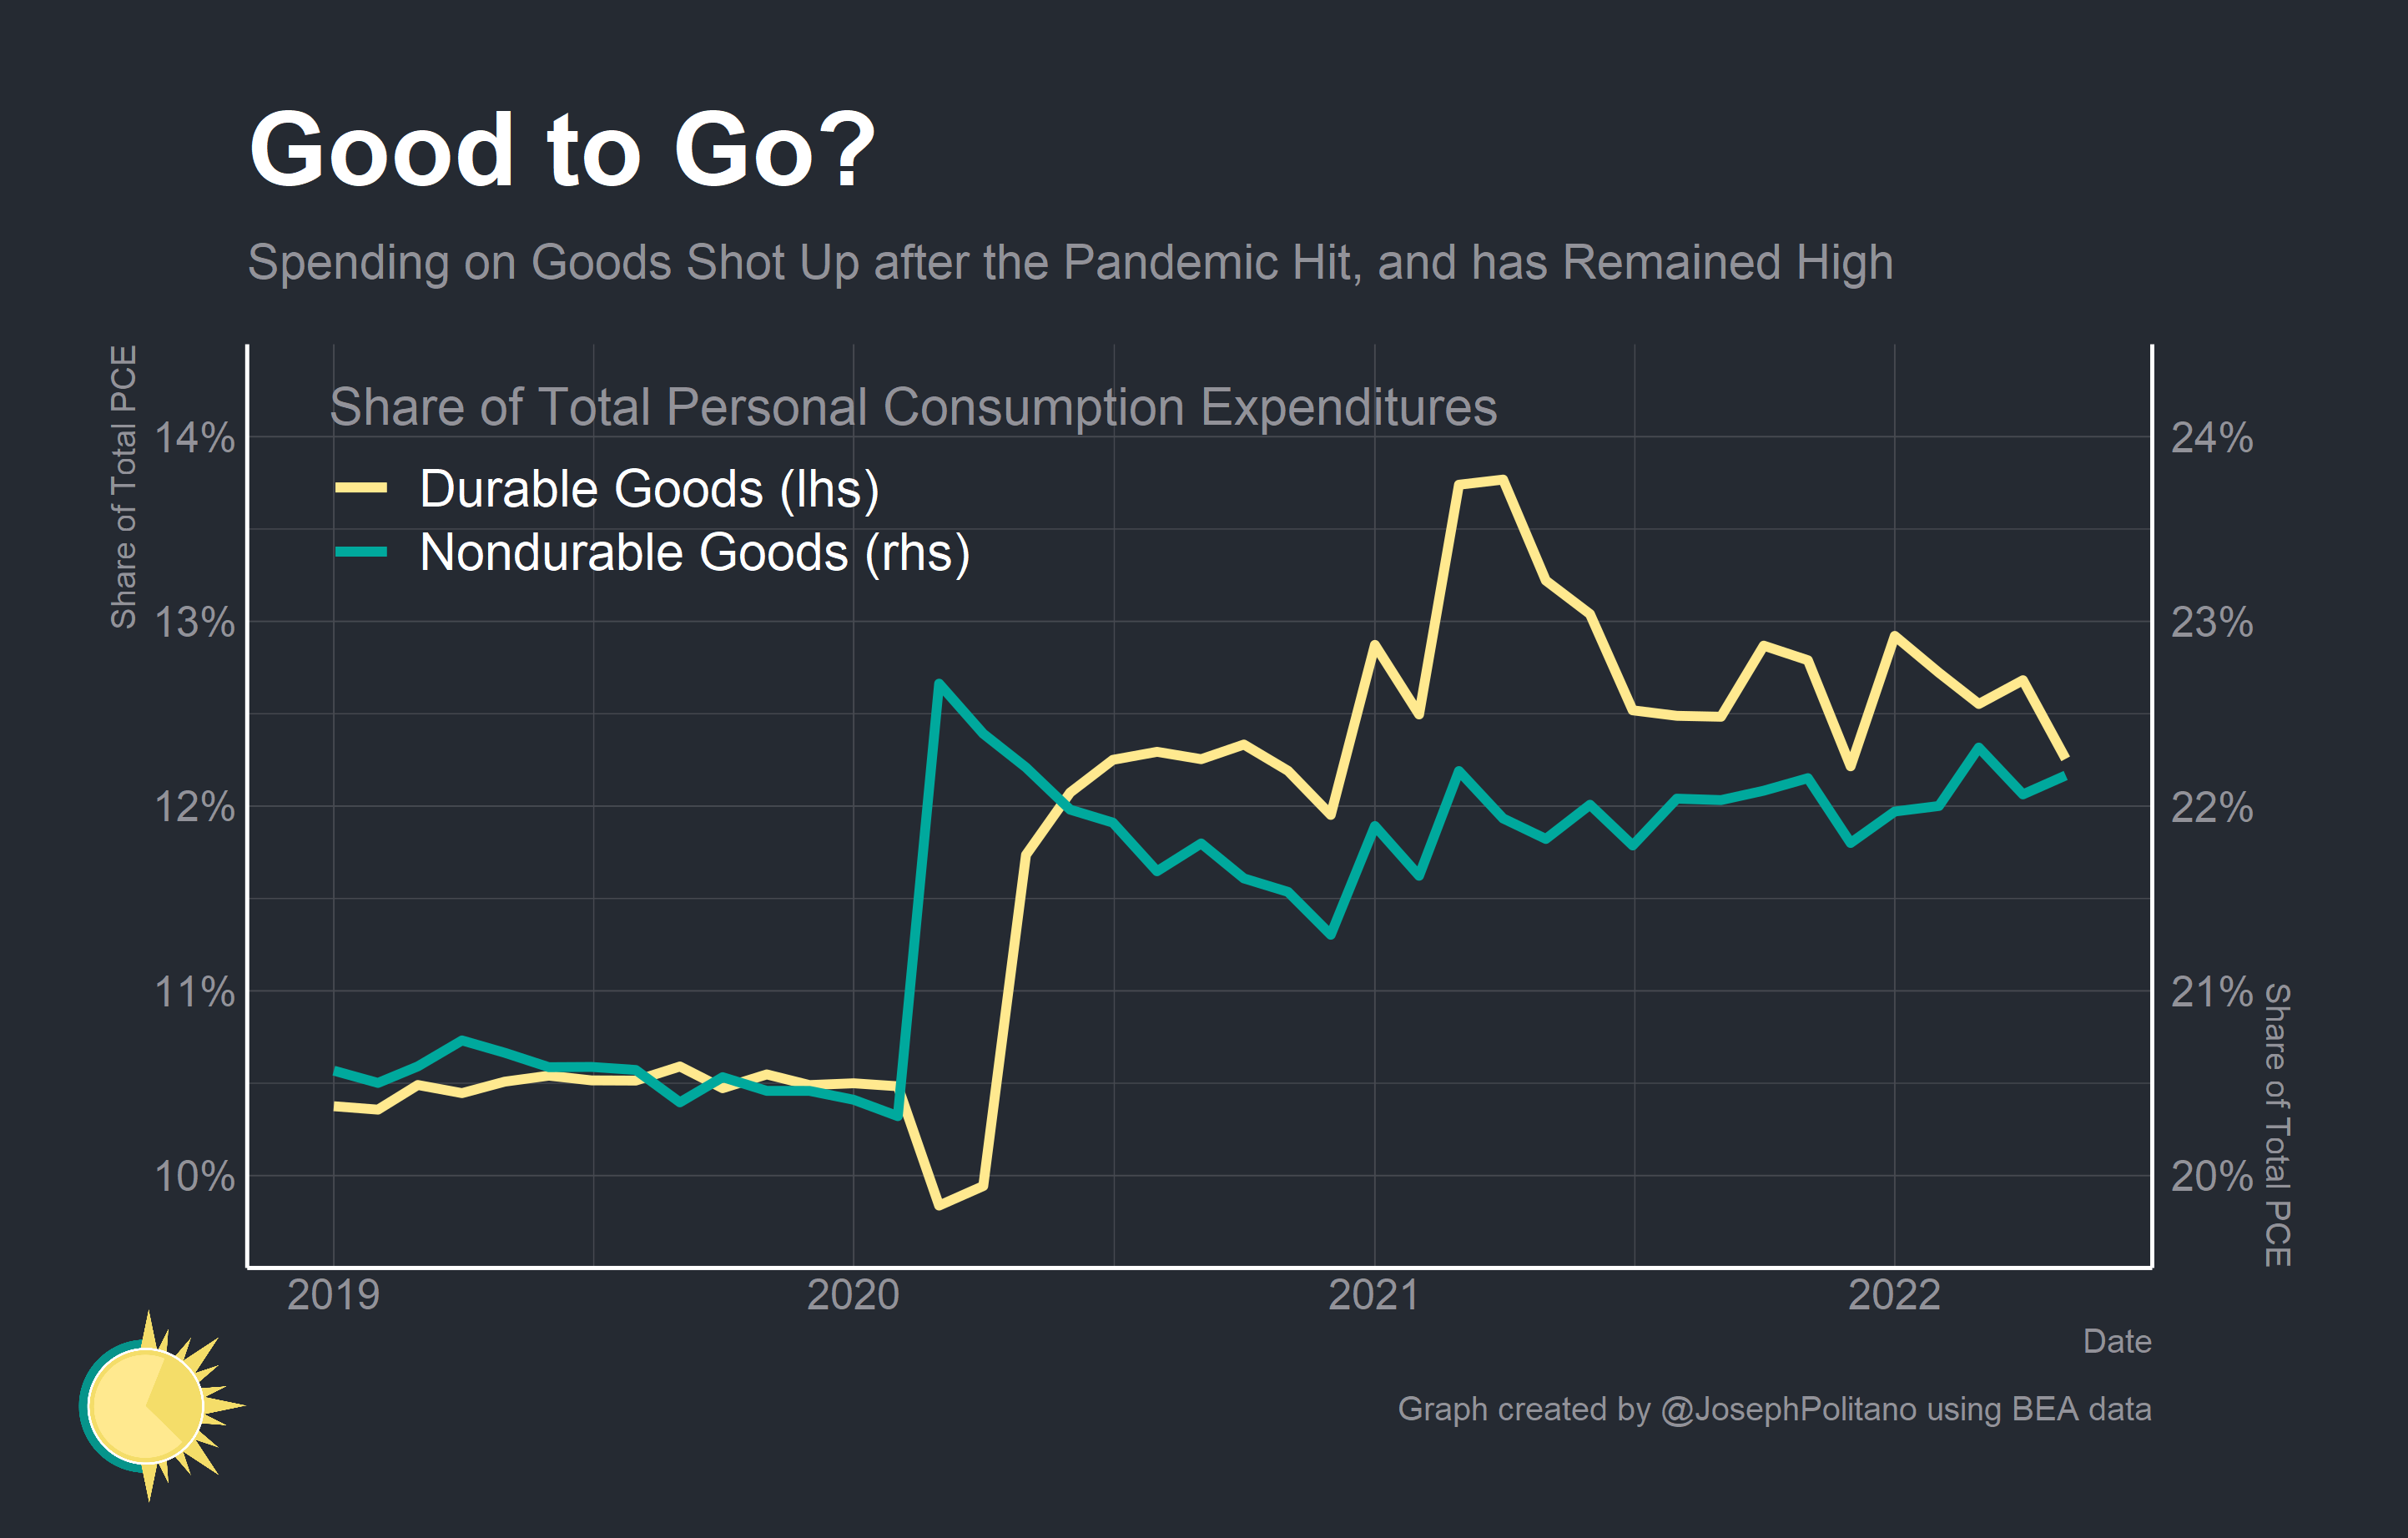 Good to Go?
Spending on Goods Shot Up after the Pandemic Hit, and has Remained High
Share of Total PCE
Share of Total Personal Consumption Expenditures
Durable Goods (lhs)
Nondurable Goods (rhs)
14%
13%
12%
11%
10%
24%
23%
22%
21%
20%
Share of Total PCE
2019
2020
2021
2022
Date
Graph created by @JosephPolitano using BEA data